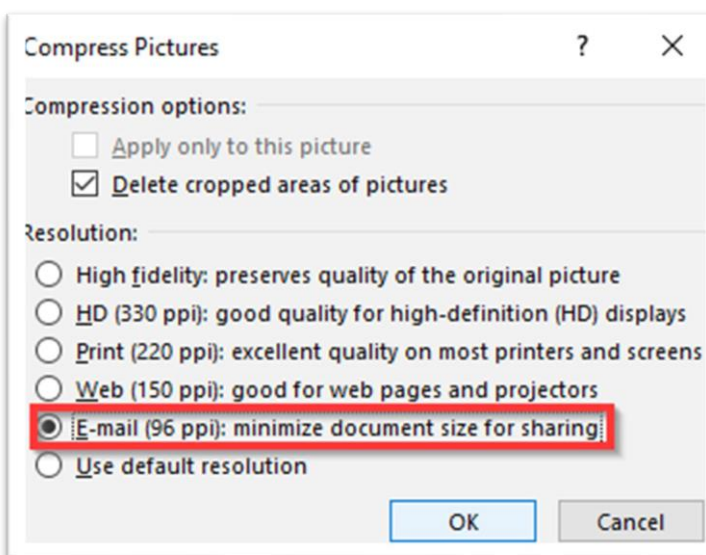 Compress Pictures ? ×
Compression options:
Apply only to this picture
Delete cropped areas of pictures
Resolution:
High fidelity: preserves quality of the original picture
HD (330 ppi): good quality for high-definition (HD) displays
Print (220 ppi): excellent quality on most printers and screens
Web (150 ppi): good for web pages and projectors
E-mail (96 ppi): minimize document size for sharing
Use default resolution
OK Cancel